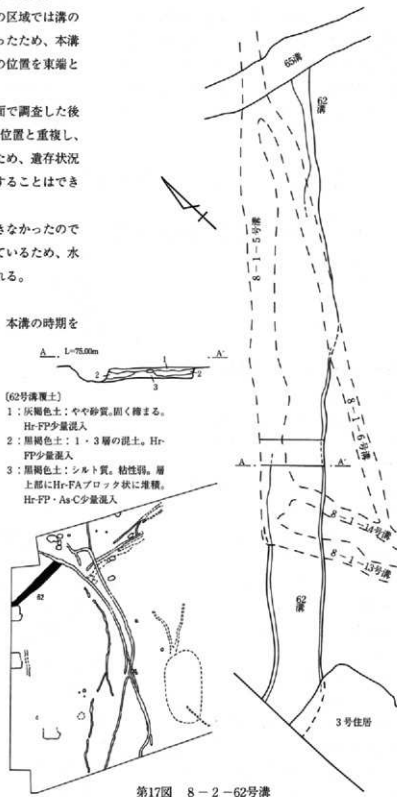 の区域では溝の
ったため、本溝
の位置を東端と
面で調査した後
位置と重複し、
ため、遺存状況
することはでき
きなかったので
ているため、水
れる。
本溝の時期を
A L=75.00m A'
1
2 2
3
〔62号溝覆土〕
1：灰褐色土：やや砂質。固く締まる。
Hr-FP少量混入
2：黒褐色土：1・3層の混土。Hr-
FP少量混入
3：黒褐色土：シルト質。粘性弱。層
上部にHr-FAブロック状に堆積。
Hr-FP・As-C少量混入
62
65溝
62溝
8-1-5号溝
8-1-6号溝
A A'
8-1-14号溝
8-1-13号溝
62溝
3号住居
第17図 8－2－62号溝